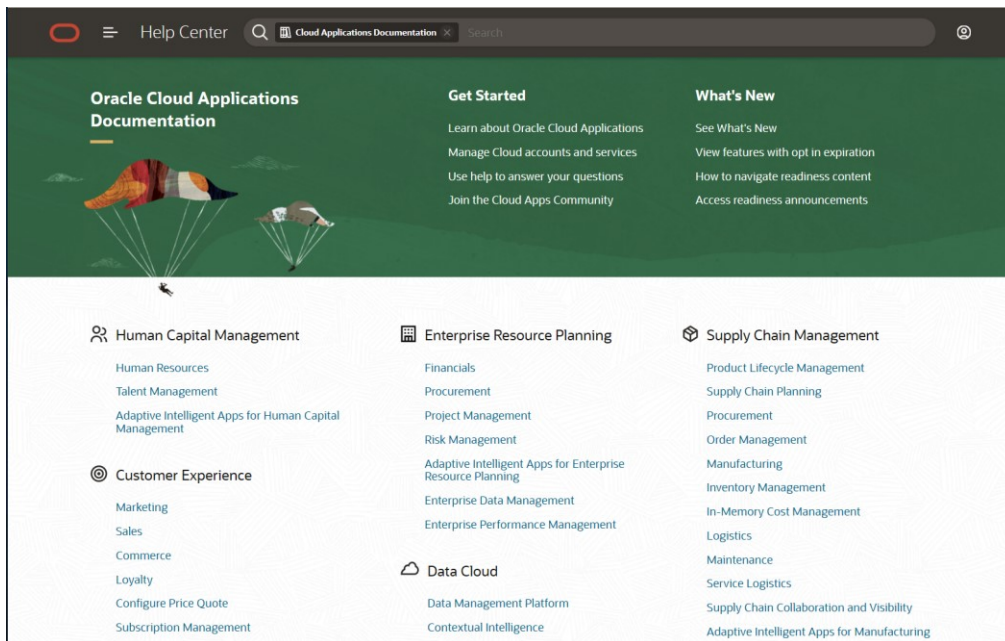 Help Center
Cloud Applications Documentation
Search
Oracle Cloud Applications
Documentation
Get Started
Learn about Oracle Cloud Applications
Manage Cloud accounts and services
Use help to answer your questions
Join the Cloud Apps Community
What's New
See What's New
View features with opt in expiration
How to navigate readiness content
Access readiness announcements
Human Capital Management
Human Resources
Talent Management
Adaptive Intelligent Apps for Human Capital
Management
Customer Experience
Marketing
Sales
Commerce
Loyalty
Configure Price Quote
Subscription Management
Enterprise Resource Planning
Financials
Procurement
Project Management
Risk Management
Adaptive Intelligent Apps for Enterprise
Resource Planning
Enterprise Data Management
Enterprise Performance Management
Data Cloud
Data Management Platform
Contextual Intelligence
Supply Chain Management
Product Lifecycle Management
Supply Chain Planning
Procurement
Order Management
Manufacturing
Inventory Management
In-Memory Cost Management
Logistics
Maintenance
Service Logistics
Supply Chain Collaboration and Visibility
Adaptive Intelligent Apps for Manufacturing